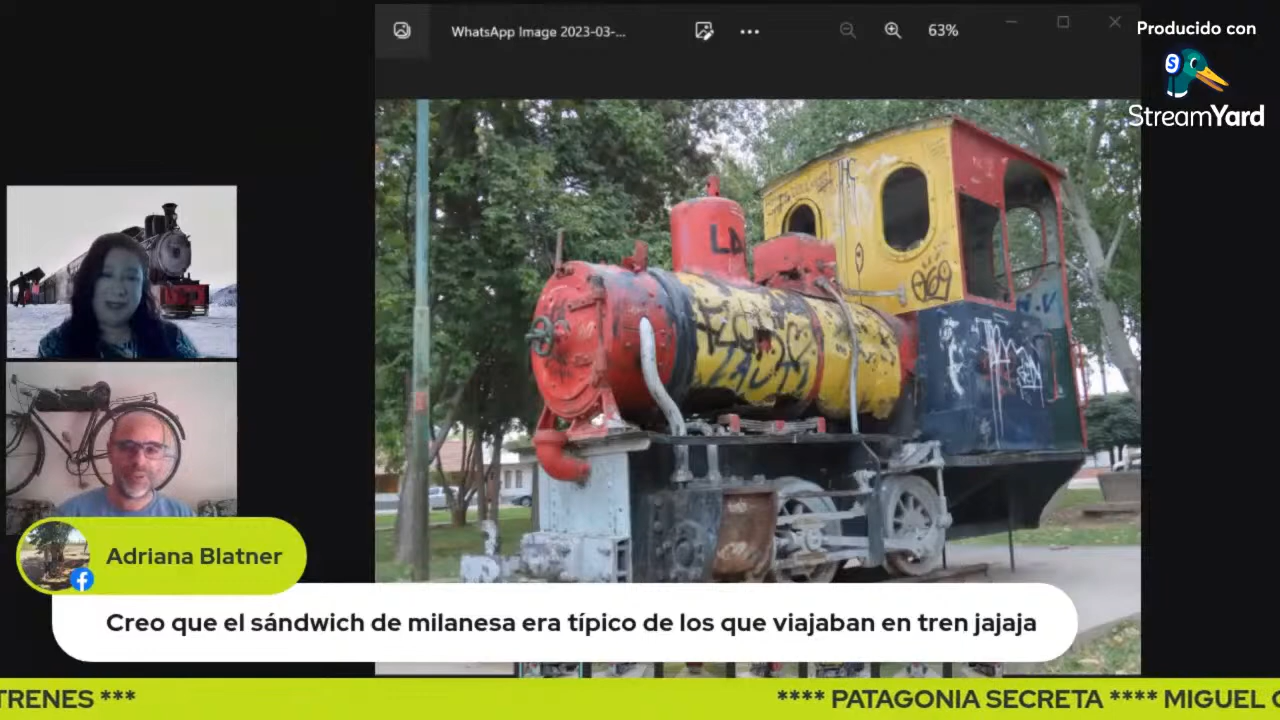 WhatsApp Image 2023-03-...
63%
Producido con
S
StreamYard
LA
Adriana Blatner
Creo que el sándwich de milanesa era típico de los que viajaban en tren jajaja
TRENES ***
**** PATAGONIA SECRETA **** MIGUEL